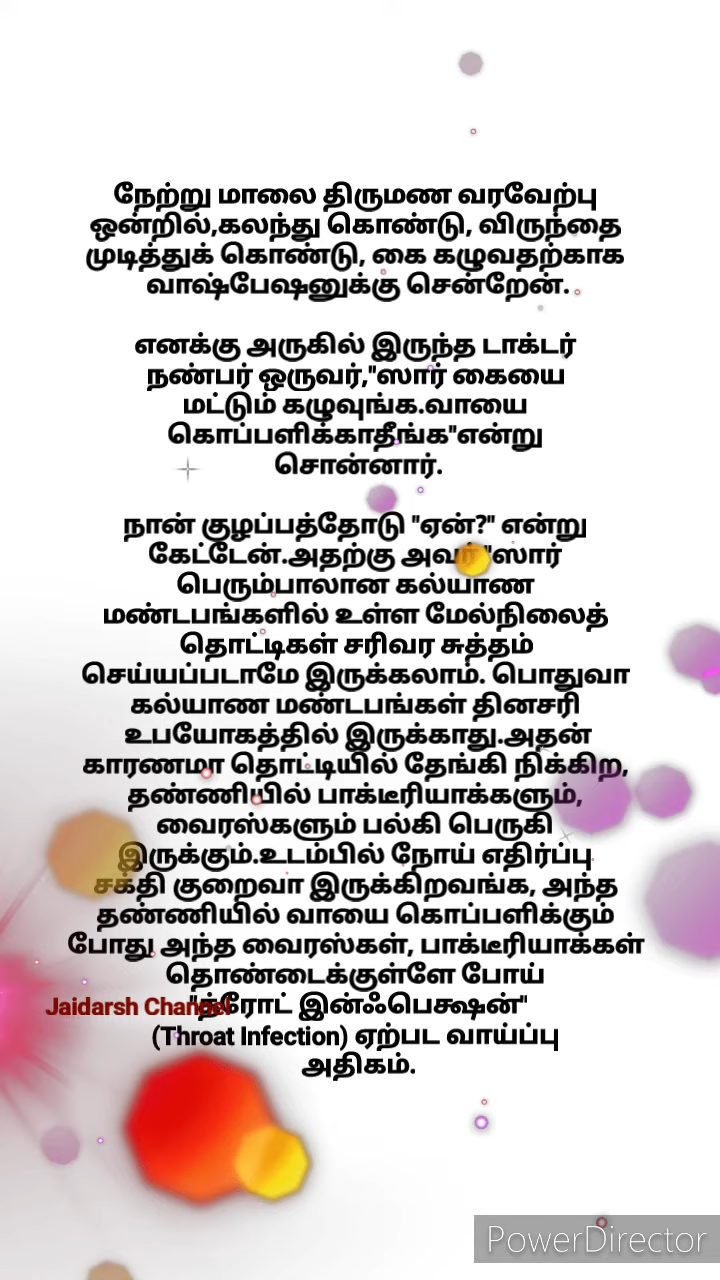 நேற்று மாலை திருமண வரவேற்பு
ஒன்றில்,கலந்து கொண்டு, விருந்தை
முடித்துக் கொண்டு, கை கழுவதற்காக
வாஷ்பேஷனுக்கு சென்றேன்.
எனக்கு அருகில் இருந்த டாக்டர்
நண்பர் ஒருவர்,"ஸார் கையை
மட்டும் கழுவுங்க.வாயை
கொப்பளிக்காதீங்க"என்று
சொன்னார்.
நான் குழப்பத்தோடு "ஏன்?" என்று
கேட்டேன்.அதற்கு அவர் "ஸார்
பெரும்பாலான கல்யாண
மண்டபங்களில் உள்ள மேல்நிலைத்
தொட்டிகள் சரிவர சுத்தம்
செய்யப்படாமே இருக்கலாம். பொதுவா
கல்யாண மண்டபங்கள் தினசரி
உபயோகத்தில் இருக்காது.அதன்
காரணமா தொட்டியில் தேங்கி நிக்கிற,
தண்ணியில் பாக்டீரியாக்களும்,
வைரஸ்களும் பல்கி பெருகி
இருக்கும்.உடம்பில் நோய் எதிர்ப்பு
சக்தி குறைவா இருக்கிறவங்க, அந்த
தண்ணியில் வாயை கொப்பளிக்கும்
போது அந்த வைரஸ்கள், பாக்டீரியாக்கள்
தொண்டைக்குள்ளே போய்
"த்ரோட் இன்ஃபெக்ஷன்"
(Throat Infection) ஏற்பட வாய்ப்பு
அதிகம்.
Jaidarsh Channel
PowerDirector